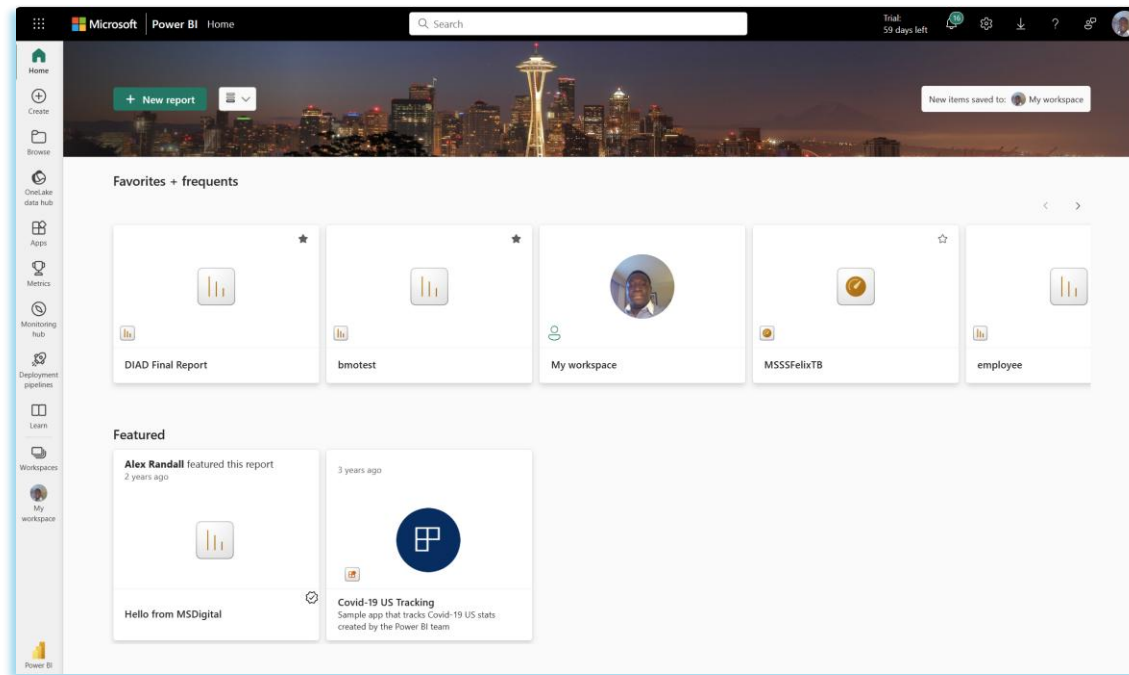 Microsoft Power BI Home
Search
Trial:
59 days left
16
Home
Create
Browse
OneLake
data hub
Apps
Metrics
Monitoring
hub
Deployment
pipelines
Learn
Workspaces
My
workspace
Power BI
+ New report
New items saved to: My workspace
Favorites + frequents
DIAD Final Report
bmotest
My workspace
MSSSFelixTB
employee
Featured
Alex Randall featured this report
2 years ago
Hello from MSDigital
3 years ago
Covid-19 US Tracking
Sample app that tracks Covid-19 US stats
created by the Power BI team